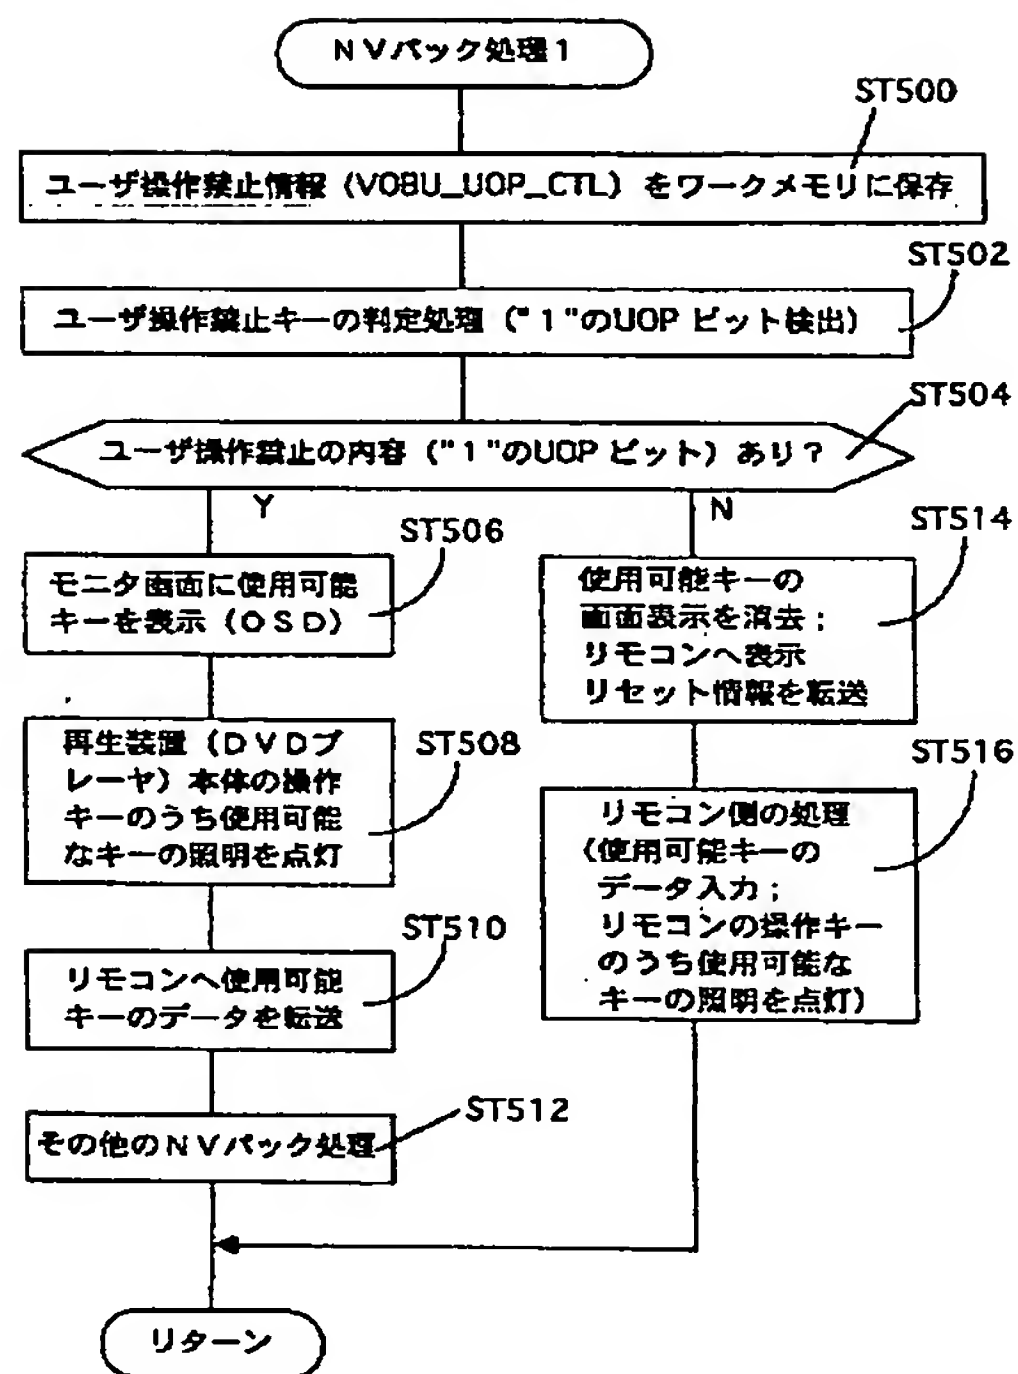 NVパック処理1
ST500
ユーザ操作禁止情報（VOBU_UOP_CTL）をワークメモリに保存
ST502
ユーザ操作禁止キーの判定処理（"1"のUOP ビット検出）
ST504
ユーザ操作禁止の内容（"1"のUOP ビット）あり？
Y
N
ST506
モニタ画面に使用可能
キーを表示（OSD）
ST508
再生装置（DVDプ
レーヤ）本体の操作
キーのうち使用可能
なキーの照明を点灯
ST510
リモコンへ使用可能
キーのデータを転送
ST512
その他のNVパック処理
ST514
使用可能キーの
画面表示を消去；
リモコンへ表示
リセット情報を転送
ST516
リモコン側の処理
（使用可能キーの
データ入力；
リモコンの操作キー
のうち使用可能な
キーの照明を点灯）
リターン